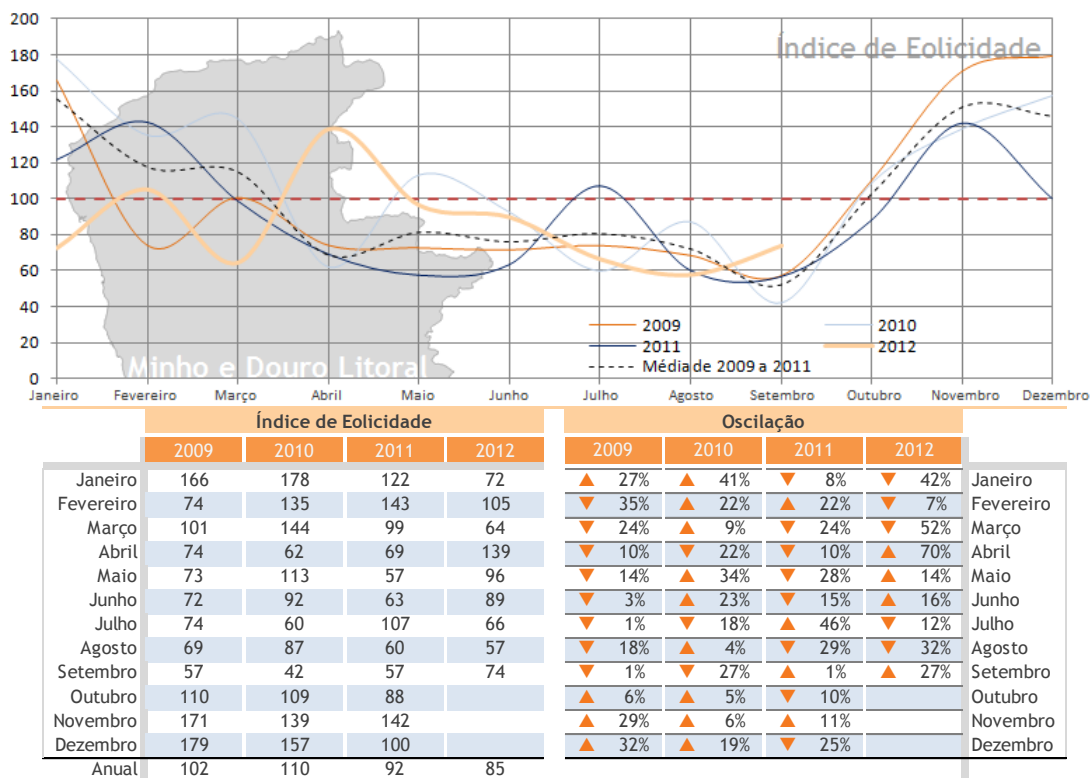 Índice de Eolicidade
200
180
160
140
120
100
80
60
40
20
0
2009 2010
2011 2012
Média de 2009 a 2011
Minho e Douro Litoral
Janeiro Fevereiro Março Abril Maio Junho Julho Agosto Setembro Outubro Novembro Dezembro
Índice de Eolicidade Oscilação
2009 2010 2011 2012 2009 2010 2011 2012
Janeiro 166 178 122 72 ▲ 27% ▲ 41% ▼ 8% ▼ 42% Janeiro
Fevereiro 74 135 143 105 ▼ 35% ▲ 22% ▲ 22% ▼ 7% Fevereiro
Março 101 144 99 64 ▼ 24% ▲ 9% ▼ 24% ▼ 52% Março
Abril 74 62 69 139 ▼ 10% ▼ 22% ▼ 10% ▲ 70% Abril
Maio 73 113 57 96 ▼ 14% ▲ 34% ▼ 28% ▲ 14% Maio
Junho 72 92 63 89 ▼ 3% ▲ 23% ▼ 15% ▲ 16% Junho
Julho 74 60 107 66 ▼ 1% ▼ 18% ▲ 46% ▼ 12% Julho
Agosto 69 87 60 57 ▼ 18% ▲ 4% ▼ 29% ▼ 32% Agosto
Setembro 57 42 57 74 ▼ 1% ▼ 27% ▲ 1% ▲ 27% Setembro
Outubro 110 109 88 ▲ 6% ▲ 5% ▼ 10% Outubro
Novembro 171 139 142 ▲ 29% ▲ 6% ▲ 11% Novembro
Dezembro 179 157 100 ▲ 32% ▲ 19% ▼ 25% Dezembro
Anual 102 110 92 85